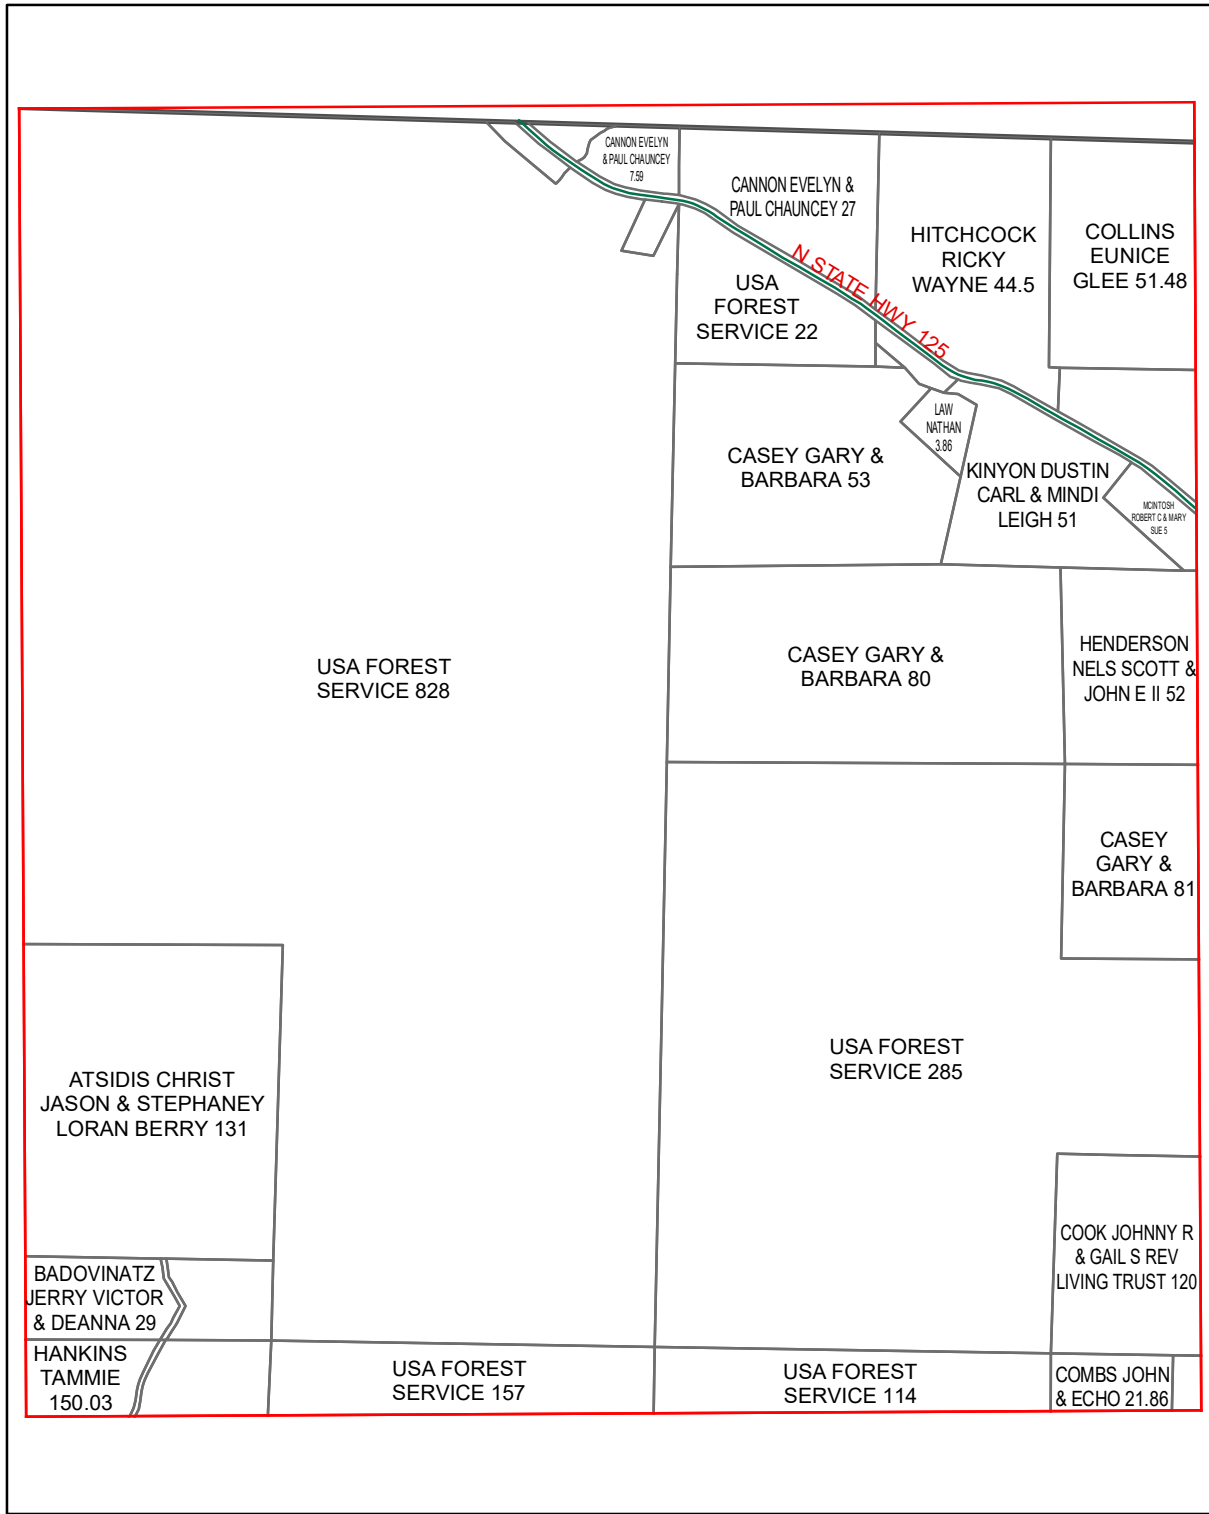 CANNON EVELYN
& PAUL CHAUNCEY
7.59
CANNON EVELYN &
PAUL CHAUNCEY 27
HITCHCOCK
RICKY
WAYNE 44.5
COLLINS
EUNICE
GLEE 51.48
N STATE HWY 125
USA
FOREST
SERVICE 22
LAW
NATHAN
3.86
CASEY GARY &
BARBARA 53
KINYON DUSTIN
CARL & MINDI
LEIGH 51
MCINTOSH
ROBERT C & MARY
SUE 5
USA FOREST
SERVICE 828
CASEY GARY &
BARBARA 80
HENDERSON
NELS SCOTT &
JOHN E II 52
CASEY
GARY &
BARBARA 81
USA FOREST
SERVICE 285
ATSIDIS CHRIST
JASON & STEPHANEY
LORAN BERRY 131
COOK JOHNNY R
& GAIL S REV
LIVING TRUST 120
BADOVINATZ
JERRY VICTOR
& DEANNA 29
HANKINS
TAMMIE
150.03
USA FOREST
SERVICE 157
USA FOREST
SERVICE 114
COMBS JOHN
& ECHO 21.86